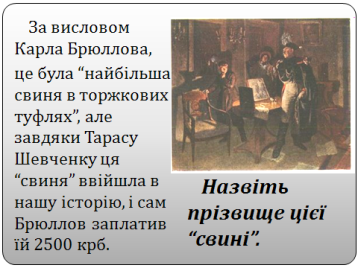 За висловом
Карла Брюллова,
це була “найбільша
свиня в торжкових
туфлях”, але
завдяки Тарасу
Шевченку ця
“свиня” ввійшла в
нашу історію, і сам
Брюллов заплатив
їй 2500 крб.
Назвіть
прізвище цієї
“свині”.